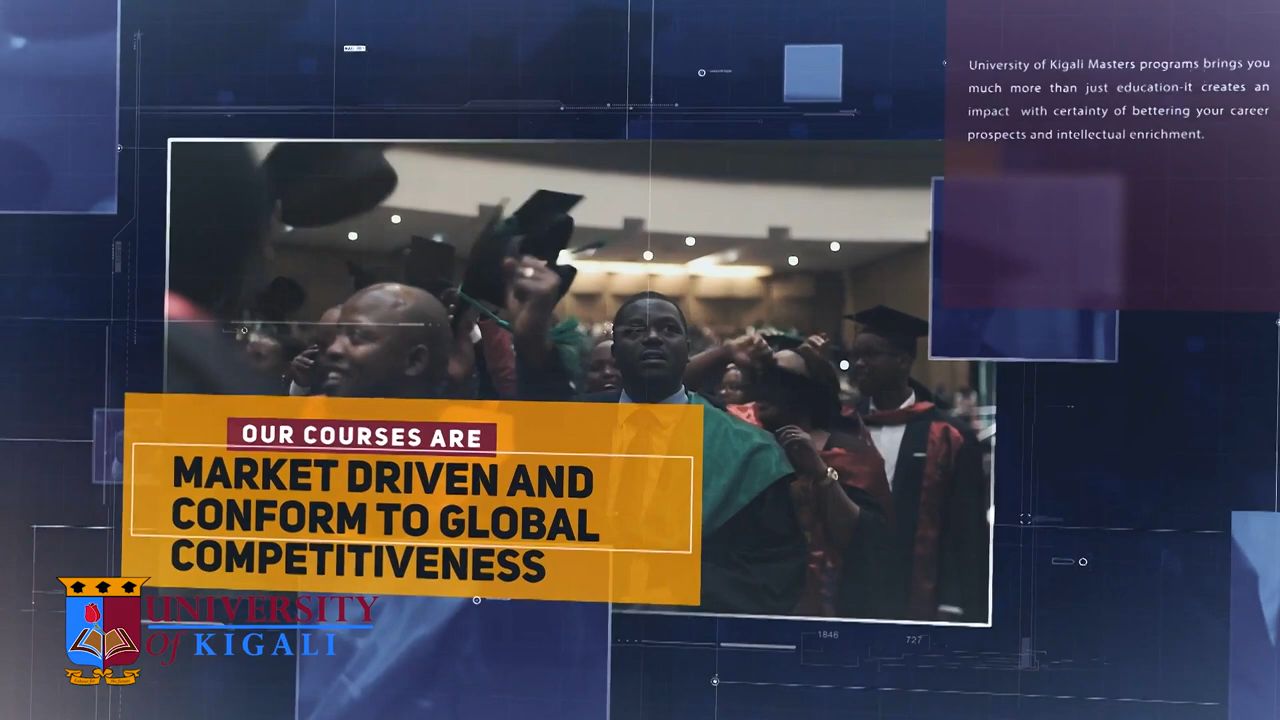 University of Kigali Masters programs brings you
much more than just education-it creates an
impact with certainty of bettering your career
prospects and intellectual enrichment.
OUR COURSES ARE
MARKET DRIVEN AND
CONFORM TO GLOBAL
COMPETITIVENESS
UNIVERSITY
Of KIGALI
1846
727